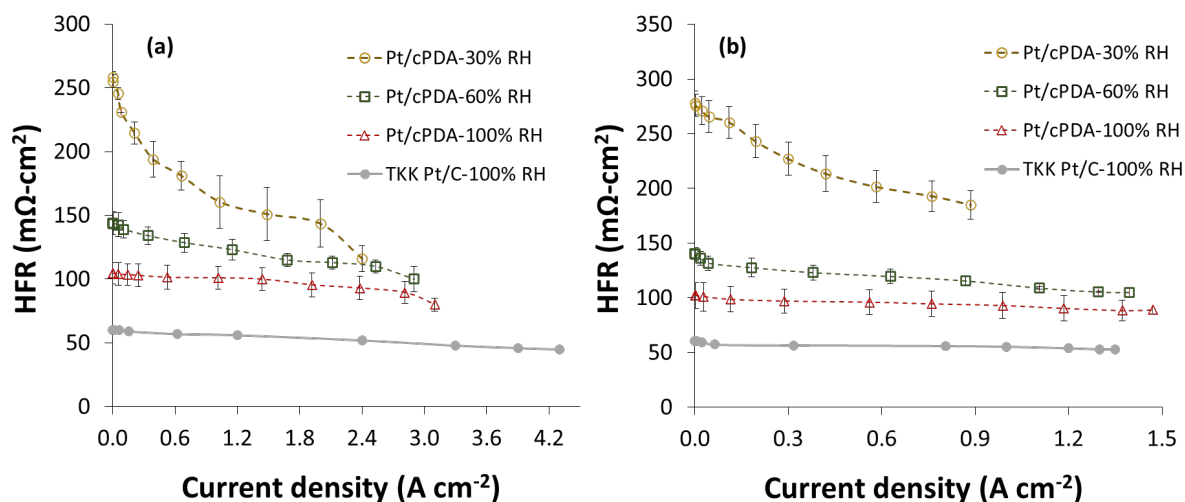 (a)
HFR (mΩ-cm²)
300
250
200
150
100
50
0
0.0 0.6 1.2 1.8 2.4 3.0 3.6 4.2
Current density (A cm⁻²)
Pt/cPDA-30% RH
Pt/cPDA-60% RH
Pt/cPDA-100% RH
TKK Pt/C-100% RH
(b)
HFR (mΩ-cm²)
350
300
250
200
150
100
50
0
0.0 0.3 0.6 0.9 1.2 1.5
Current density (A cm⁻²)
Pt/cPDA-30% RH
Pt/cPDA-60% RH
Pt/cPDA-100% RH
TKK Pt/C-100% RH